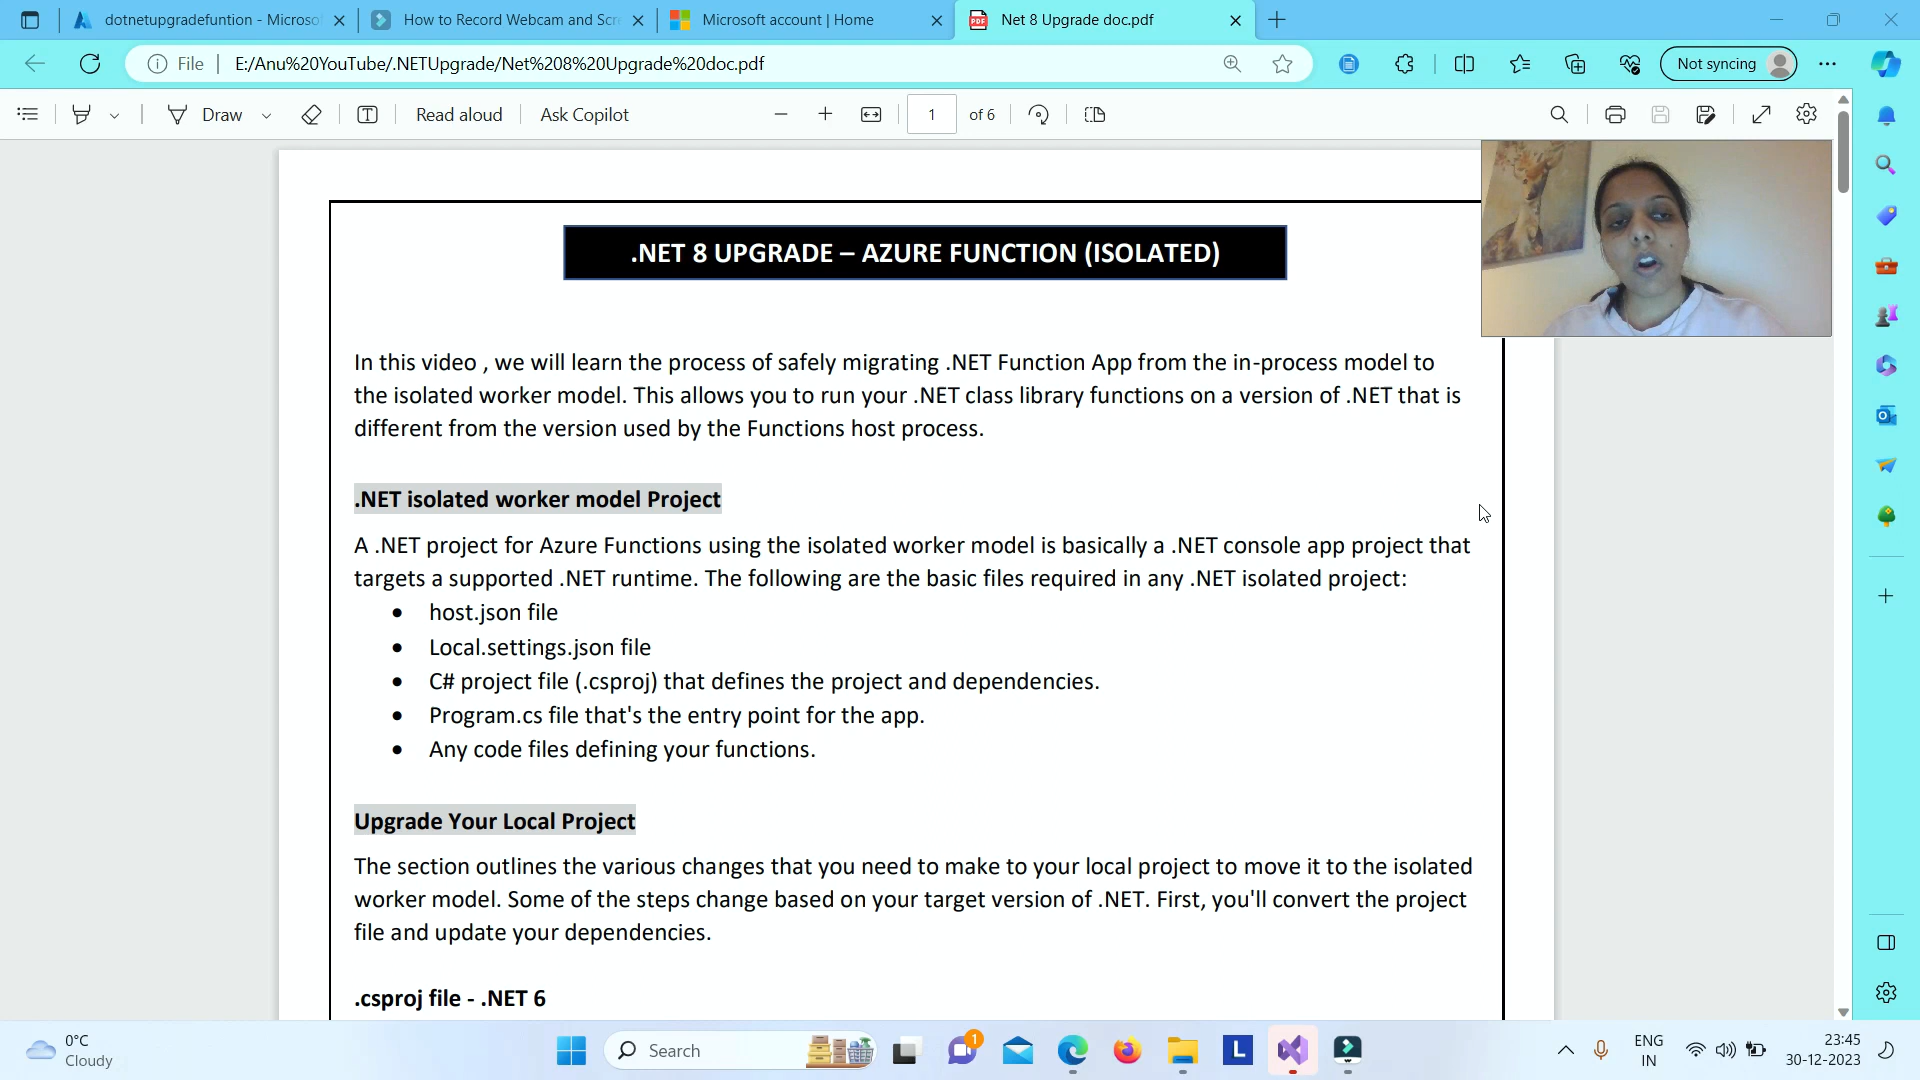 dotnetupgradefuntion - Microso
How to Record Webcam and Scre
Microsoft account | Home
Net 8 Upgrade doc.pdf
File
E:/Anu%20YouTube/.NETUpgrade/Net%208%20Upgrade%20doc.pdf
Not syncing
Draw
Read aloud
Ask Copilot
1
of 6
.NET 8 UPGRADE – AZURE FUNCTION (ISOLATED)
In this video , we will learn the process of safely migrating .NET Function App from the in-process model to
the isolated worker model. This allows you to run your .NET class library functions on a version of .NET that is
different from the version used by the Functions host process.
.NET isolated worker model Project
A .NET project for Azure Functions using the isolated worker model is basically a .NET console app project that
targets a supported .NET runtime. The following are the basic files required in any .NET isolated project:
• host.json file
• Local.settings.json file
• C# project file (.csproj) that defines the project and dependencies.
• Program.cs file that's the entry point for the app.
• Any code files defining your functions.
Upgrade Your Local Project
The section outlines the various changes that you need to make to your local project to move it to the isolated
worker model. Some of the steps change based on your target version of .NET. First, you'll convert the project
file and update your dependencies.
.csproj file - .NET 6
0°C
Cloudy
Search
1
L
ENG
IN
23:45
30-12-2023